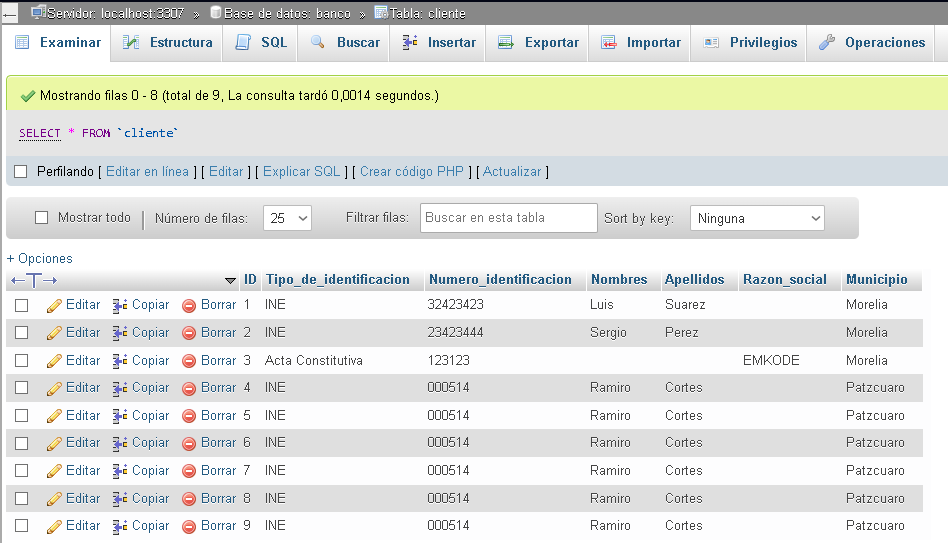 Servidor: localhost:3307 » Base de datos: banco » Tabla: cliente
Examinar Estructura SQL Buscar Insertar Exportar Importar Privilegios Operaciones
Mostrando filas 0 - 8 (total de 9, La consulta tardó 0,0014 segundos.)
SELECT * FROM `cliente`
Perfilando [ Editar en línea ] [ Editar ] [ Explicar SQL ] [ Crear código PHP ] [ Actualizar ]
Mostrar todo | Número de filas: 25 Filtrar filas: Buscar en esta tabla Sort by key: Ninguna
+ Opciones
←T→ ID Tipo_de_identificacion Numero_identificacion Nombres Apellidos Razon_social Municipio
Editar Copiar Borrar 1 INE 32423423 Luis Suarez Morelia
Editar Copiar Borrar 2 INE 23423444 Sergio Perez Morelia
Editar Copiar Borrar 3 Acta Constitutiva 123123 EMKODE Morelia
Editar Copiar Borrar 4 INE 000514 Ramiro Cortes Patzcuaro
Editar Copiar Borrar 5 INE 000514 Ramiro Cortes Patzcuaro
Editar Copiar Borrar 6 INE 000514 Ramiro Cortes Patzcuaro
Editar Copiar Borrar 7 INE 000514 Ramiro Cortes Patzcuaro
Editar Copiar Borrar 8 INE 000514 Ramiro Cortes Patzcuaro
Editar Copiar Borrar 9 INE 000514 Ramiro Cortes Patzcuaro